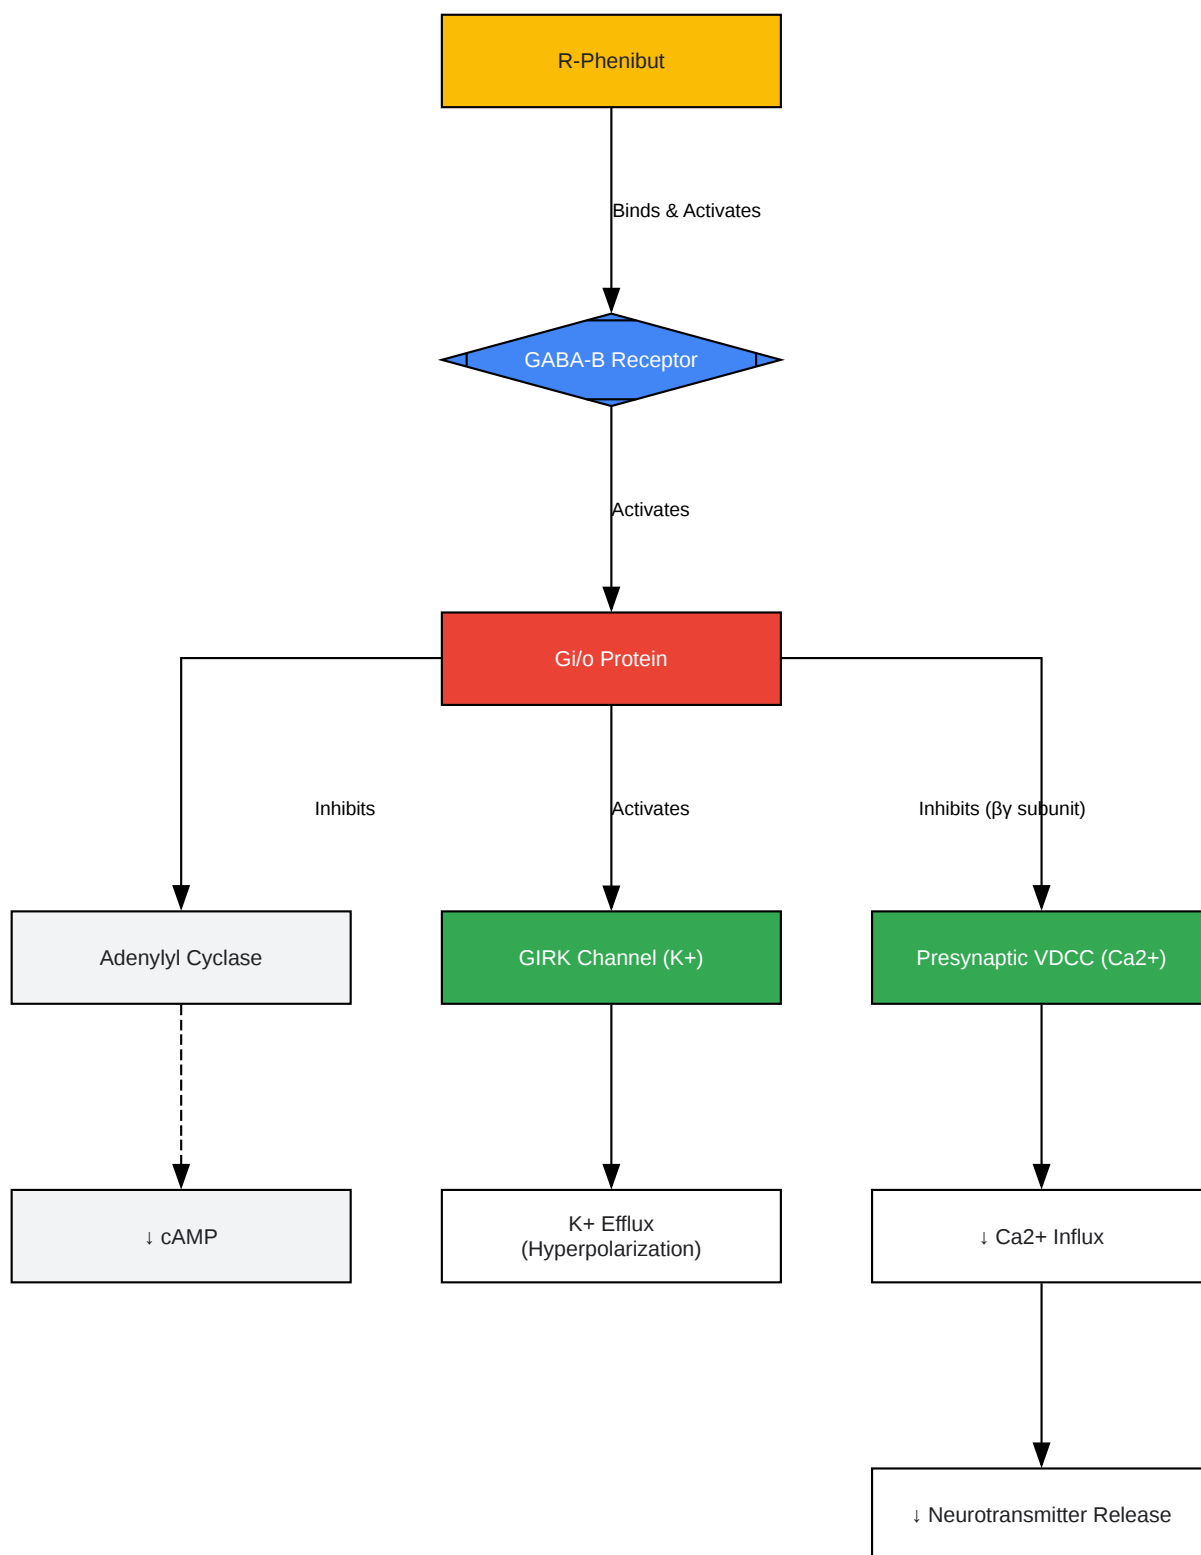 R-Phenibut
Binds & Activates
GABA-B Receptor
Activates
Gi/o Protein
Inhibits
Activates
Inhibits (βγ subunit)
Adenylyl Cyclase
GIRK Channel (K+)
Presynaptic VDCC (Ca2+)
↓ cAMP
K+ Efflux
(Hyperpolarization)
↓ Ca2+ Influx
↓ Neurotransmitter Release